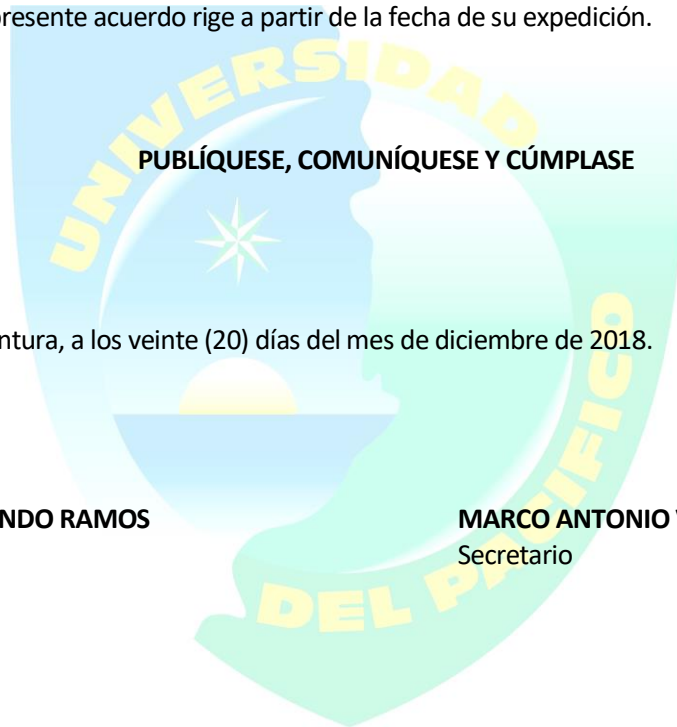 presente acuerdo rige a partir de la fecha de su expedición.
UNIVERSIDAD
PUBLÍQUESE, COMUNÍQUESE Y CÚMPLASE
ntura, a los veinte (20) días del mes de diciembre de 2018.
NDO RAMOS MARCO ANTONIO
Secretario
DEL PACIFICO